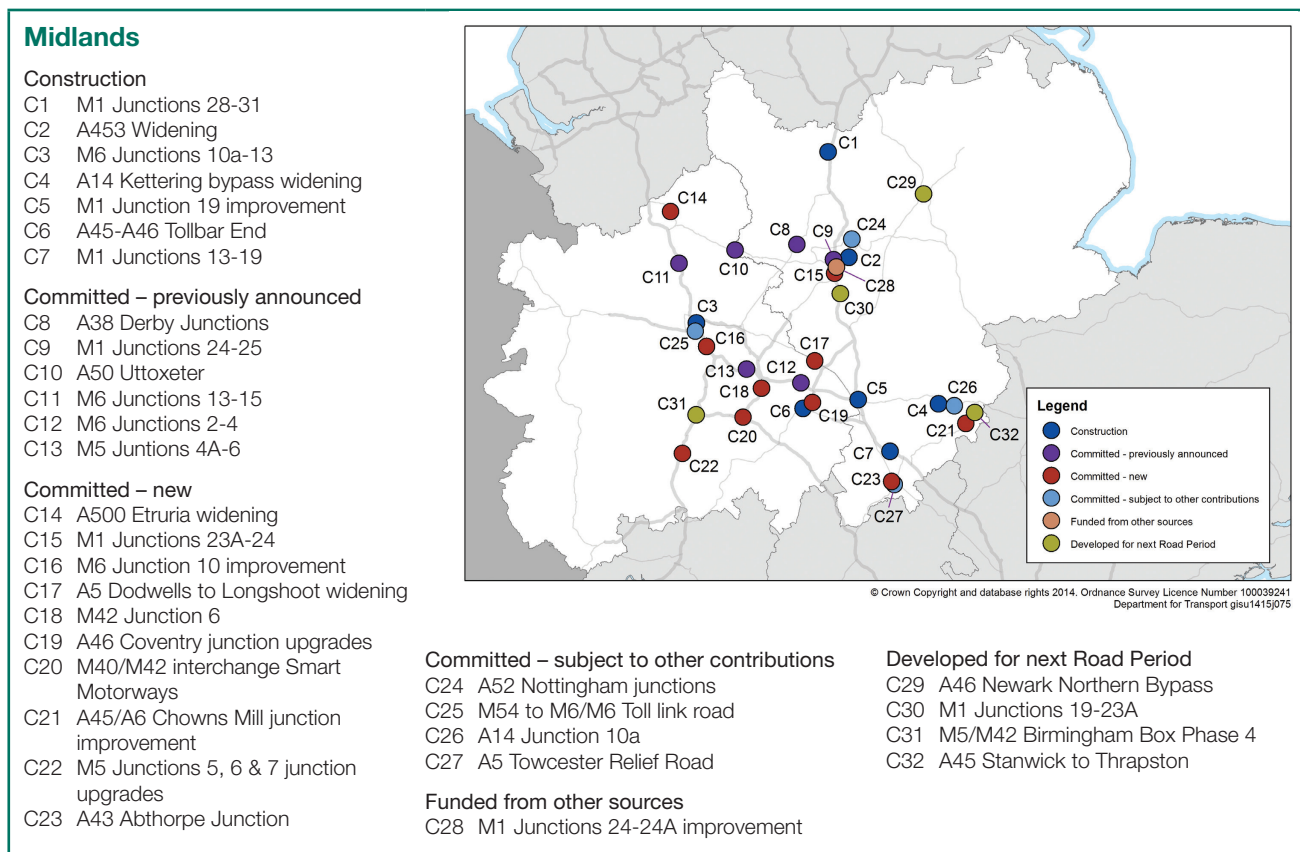 Midlands
Construction
C1 M1 Junctions 28-31
C2 A453 Widening
C3 M6 Junctions 10a-13
C4 A14 Kettering bypass widening
C5 M1 Junction 19 improvement
C6 A45-A46 Tollbar End
C7 M1 Junctions 13-19
Committed – previously announced
C8 A38 Derby Junctions
C9 M1 Junctions 24-25
C10 A50 Uttoxeter
C11 M6 Junctions 13-15
C12 M6 Junctions 2-4
C13 M5 Juntions 4A-6
Committed – new
C14 A500 Etruria widening
C15 M1 Junctions 23A-24
C16 M6 Junction 10 improvement
C17 A5 Dodwells to Longshoot widening
C18 M42 Junction 6
C19 A46 Coventry junction upgrades
C20 M40/M42 interchange Smart
Motorways
C21 A45/A6 Chowns Mill junction
improvement
C22 M5 Junctions 5, 6 & 7 junction
upgrades
C23 A43 Abthorpe Junction
C1
C29
C14
C24
C8
C9
C10
C2
C11
C15
C28
C30
C3
C16
C17
C25
C13
C12
C18
C5
C26
C31
C6
C19
C4
C20
C21
C32
C22
C7
C23
C27
Legend
Construction
Committed - previously announced
Committed - new
Committed - subject to other contributions
Funded from other sources
Developed for next Road Period
© Crown Copyright and database rights 2014. Ordnance Survey Licence Number 100039241
Department for Transport gisu1415j075
Committed – subject to other contributions
C24 A52 Nottingham junctions
C25 M54 to M6/M6 Toll link road
C26 A14 Junction 10a
C27 A5 Towcester Relief Road
Funded from other sources
C28 M1 Junctions 24-24A improvement
Developed for next Road Period
C29 A46 Newark Northern Bypass
C30 M1 Junctions 19-23A
C31 M5/M42 Birmingham Box Phase 4
C32 A45 Stanwick to Thrapston